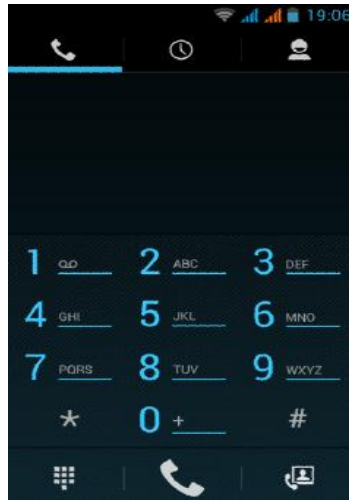 19:06
1 2 ABC 3 DEF
4 GHI 5 JKL 6 MNO
7 PQRS 8 TUV 9 WXYZ
* 0 + #